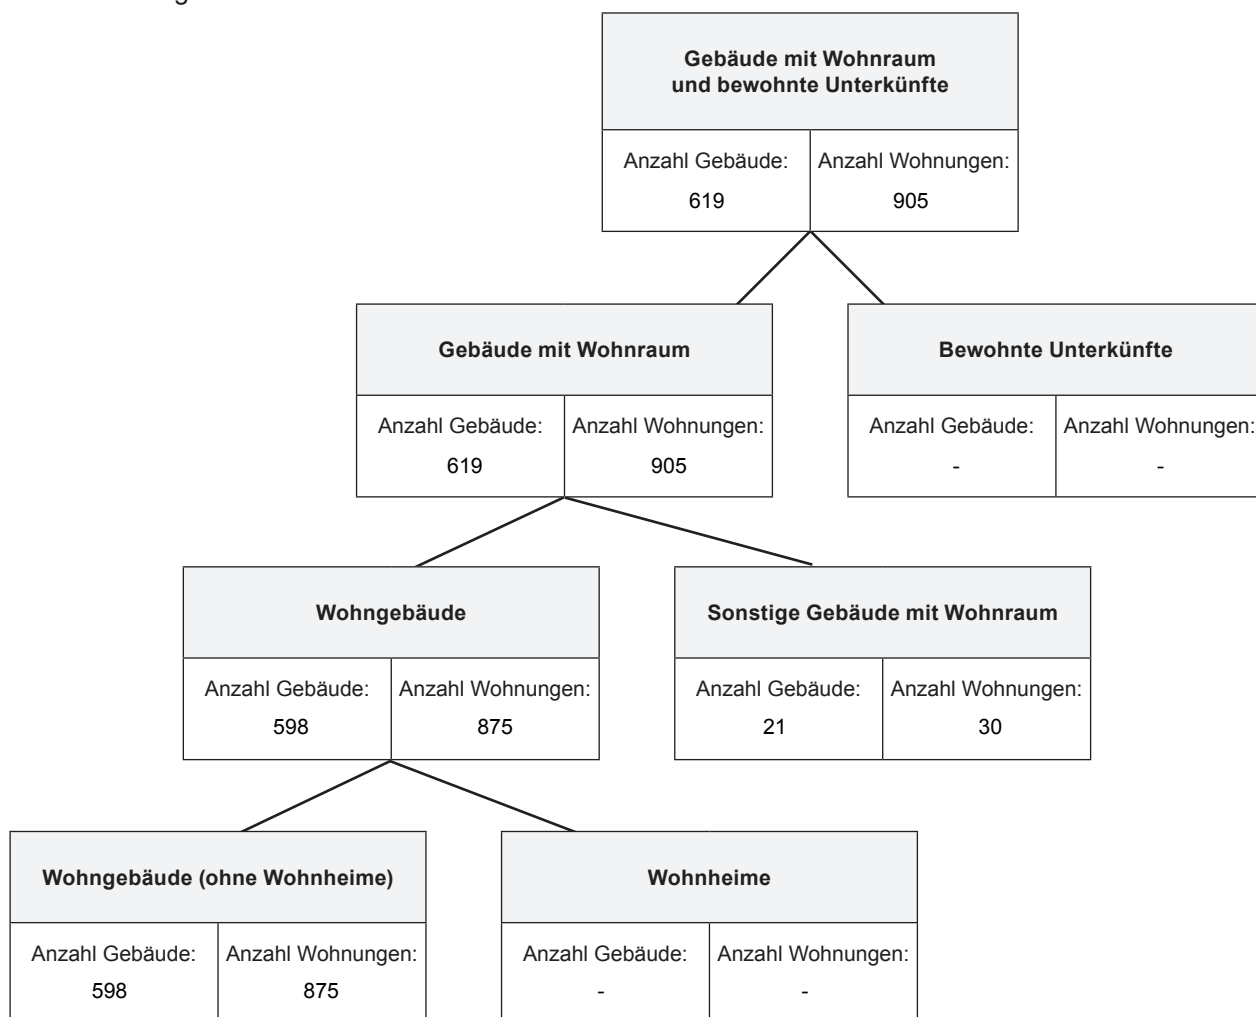 Gebäude mit Wohnraum
und bewohnte Unterkünfte
Anzahl Gebäude: Anzahl Wohnungen:
619 905
Gebäude mit Wohnraum
Anzahl Gebäude: Anzahl Wohnungen:
619 905
Bewohnte Unterkünfte
Anzahl Gebäude: Anzahl Wohnungen:
- -
Wohngebäude
Anzahl Gebäude: Anzahl Wohnungen:
598 875
Sonstige Gebäude mit Wohnraum
Anzahl Gebäude: Anzahl Wohnungen:
21 30
Wohngebäude (ohne Wohnheime)
Anzahl Gebäude: Anzahl Wohnungen:
598 875
Wohnheime
Anzahl Gebäude: Anzahl Wohnungen:
- -